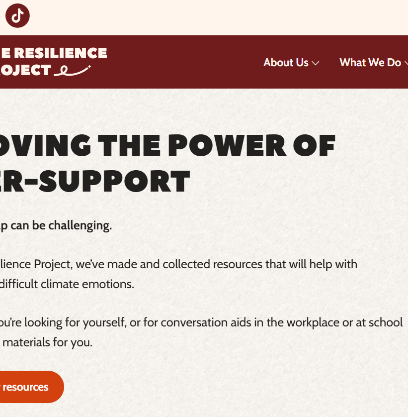 E RESILIENCE
OJECT
About Us
What We Do
OVING THE POWER OF
ER-SUPPORT
p can be challenging.
lience Project, we've made and collected resources that will help with
difficult climate emotions.
ou're looking for yourself, or for conversation aids in the workplace or at school
materials for you.
resources